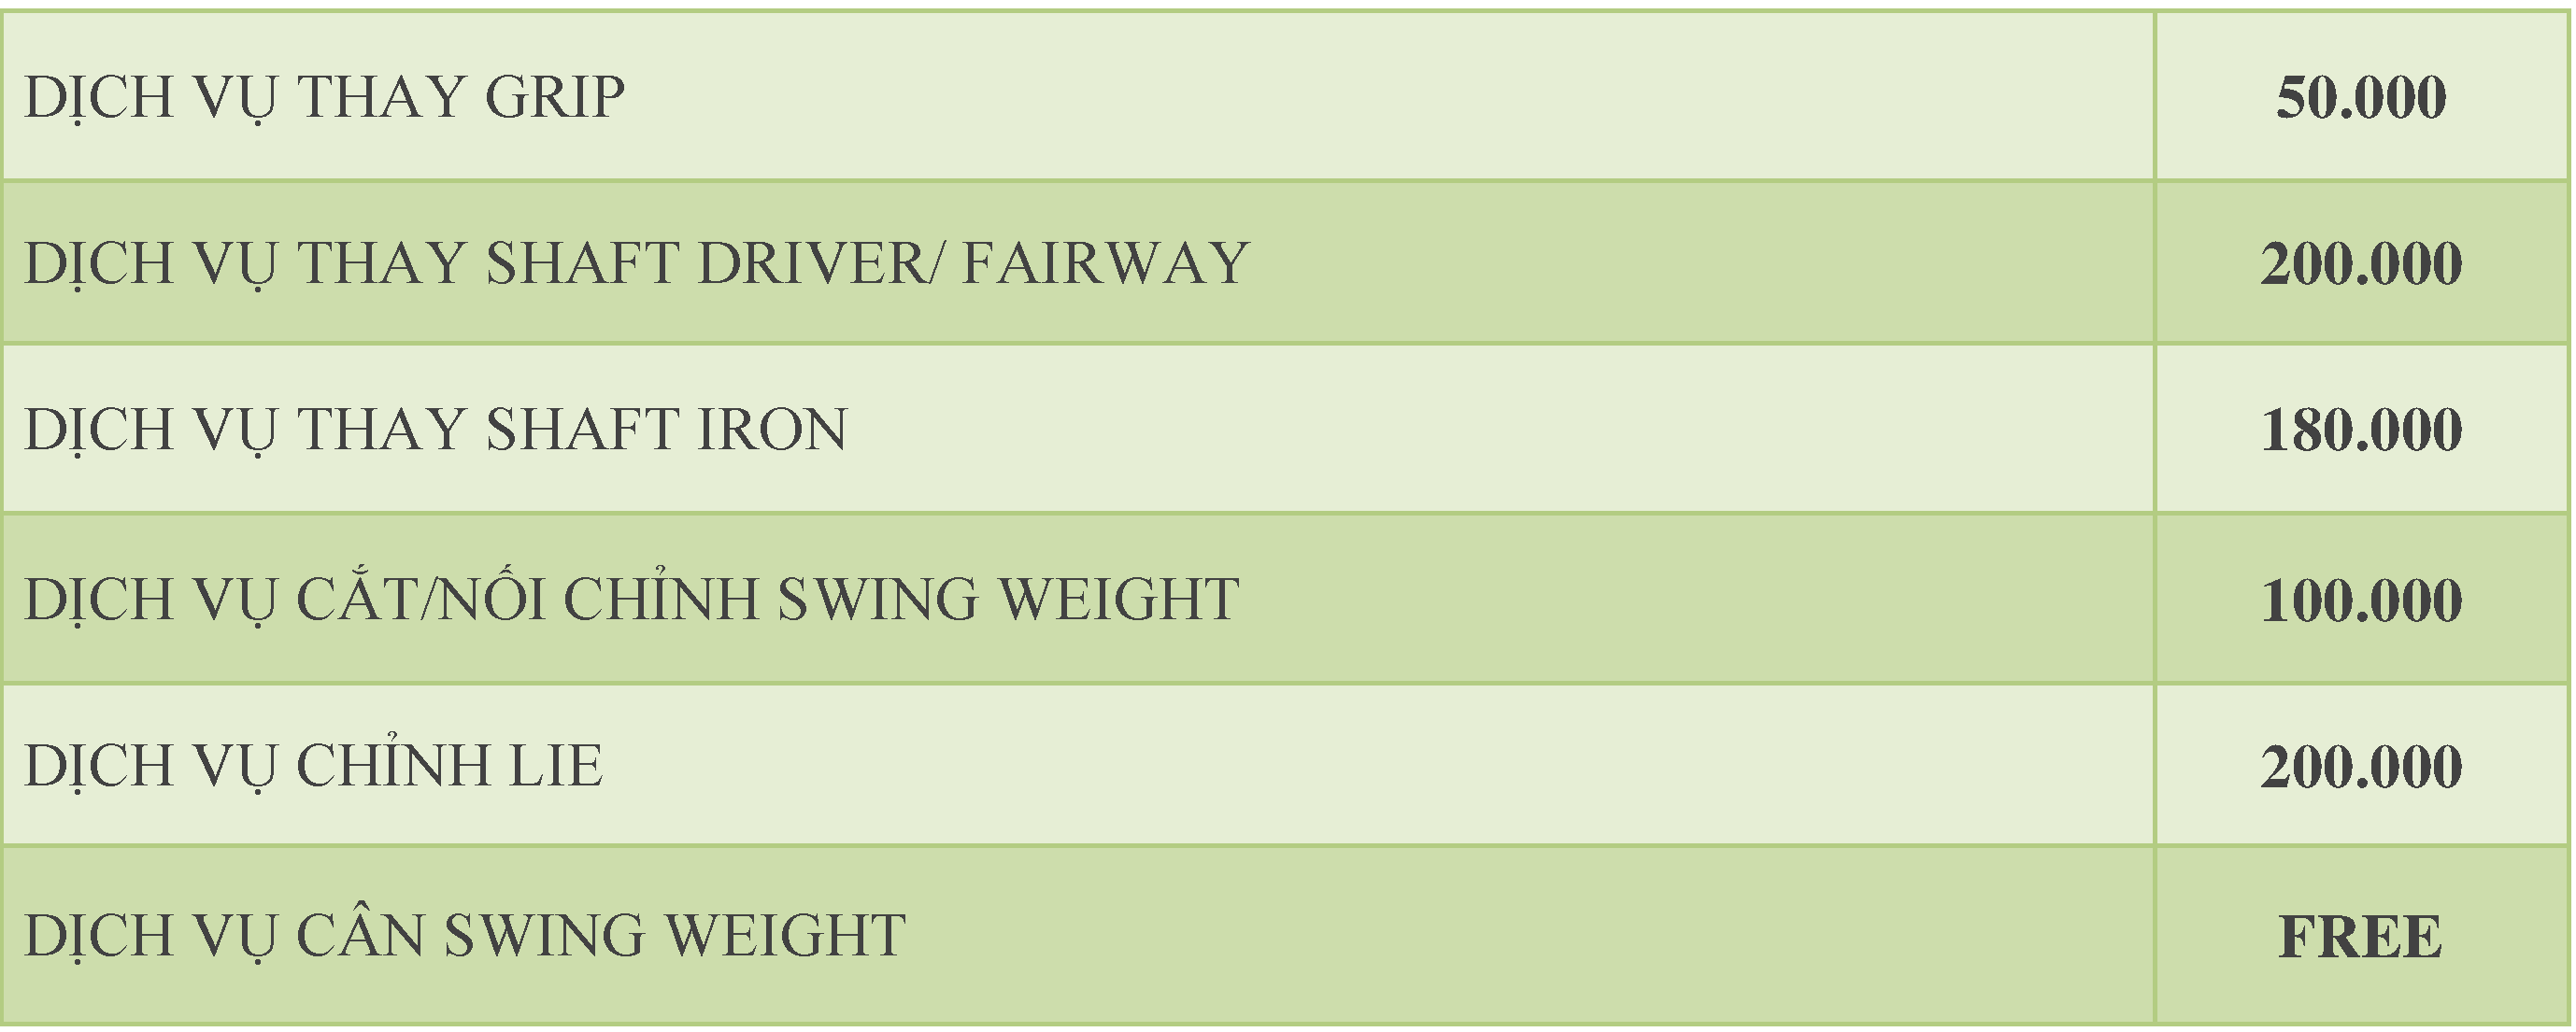 DỊCH VỤ THAY GRIP 50.000
DỊCH VỤ THAY SHAFT DRIVER/ FAIRWAY 200.000
DỊCH VỤ THAY SHAFT IRON 180.000
DỊCH VỤ CẮT/NỐI CHỈNH SWING WEIGHT 100.000
DỊCH VỤ CHỈNH LIE 200.000
DỊCH VỤ CÂN SWING WEIGHT FREE